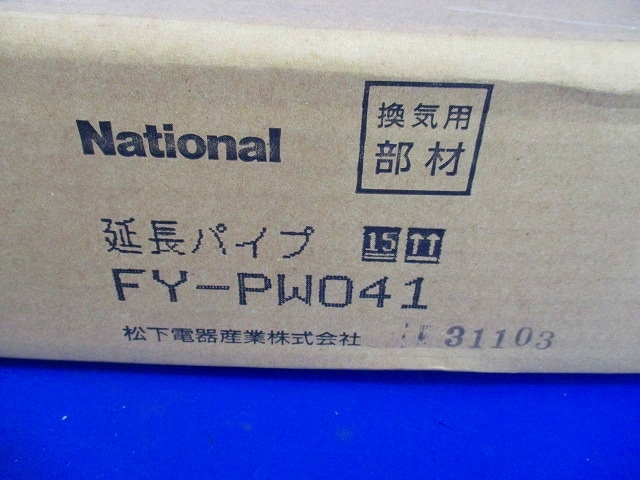 National
換気用
部材
延長パイプ 15
FY-PW041
松下電器産業株式会社 31103